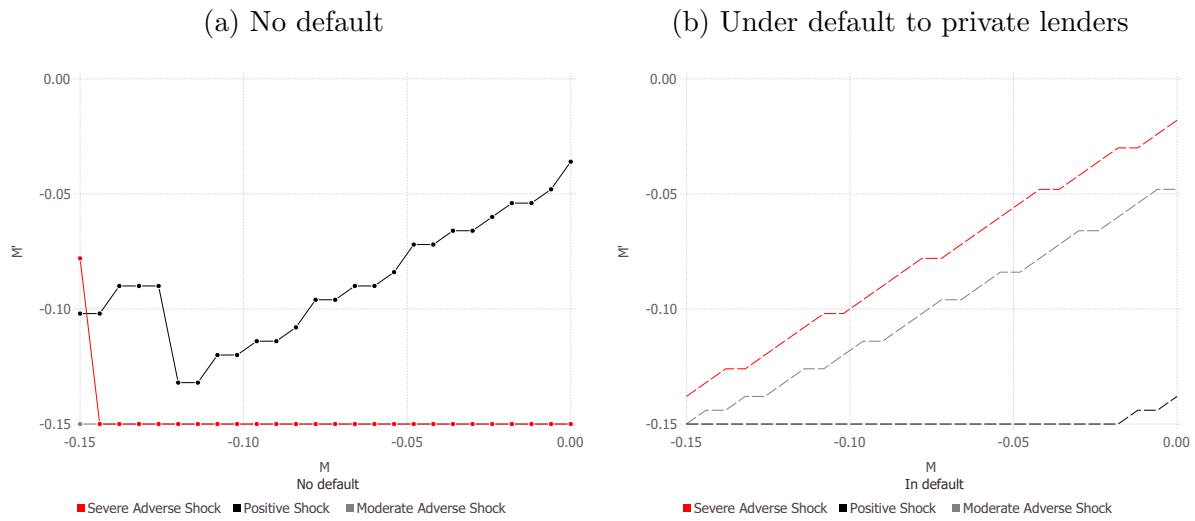 (a) No default
(b) Under default to private lenders
0.00
-0.05
-0.10
-0.15
M'
-0.15
-0.10
-0.05
0.00
M
No default
Severe Adverse Shock Positive Shock Moderate Adverse Shock
0.00
-0.05
-0.10
-0.15
M'
-0.15
-0.10
-0.05
0.00
M
In default
Severe Adverse Shock Positive Shock Moderate Adverse Shock